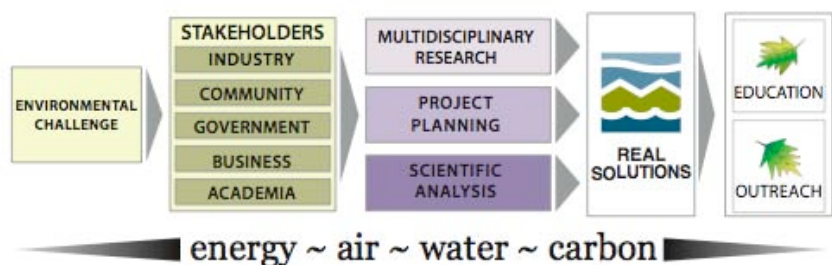 ENVIRONMENTAL
CHALLENGE
STAKEHOLDERS
INDUSTRY
COMMUNITY
GOVERNMENT
BUSINESS
ACADEMIA
MULTIDISCIPLINARY
RESEARCH
PROJECT
PLANNING
SCIENTIFIC
ANALYSIS
REAL
SOLUTIONS
EDUCATION
OUTREACH
energy ~ air ~ water ~ carbon